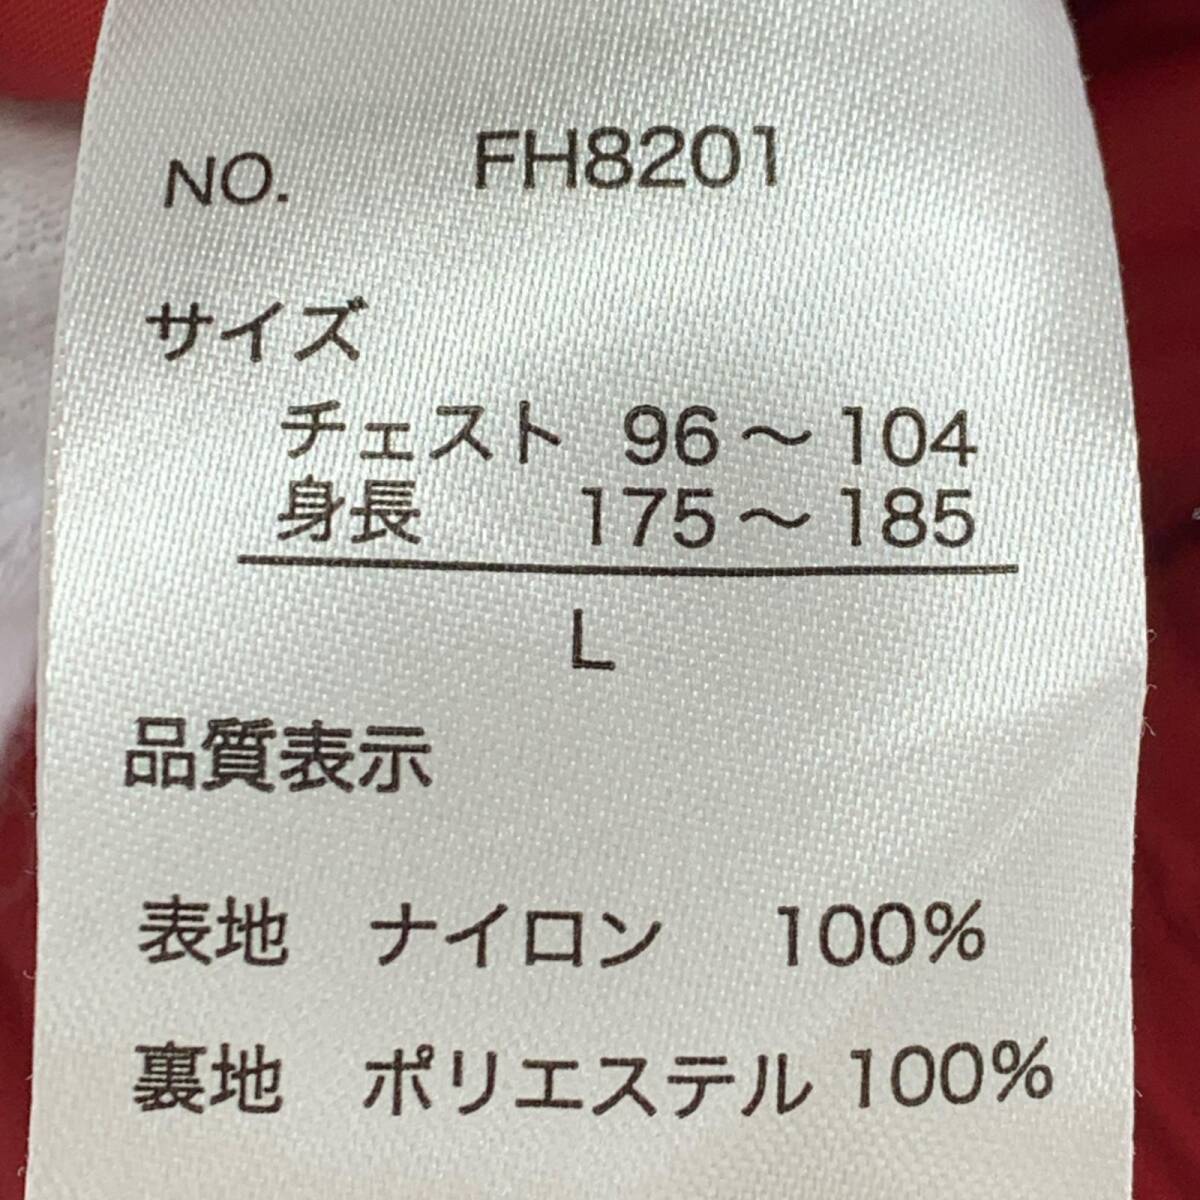 NO. FH8201
サイズ
チェスト 96～104
身長 175～185
L
品質表示
表地 ナイロン 100%
裏地 ポリエステル 100%